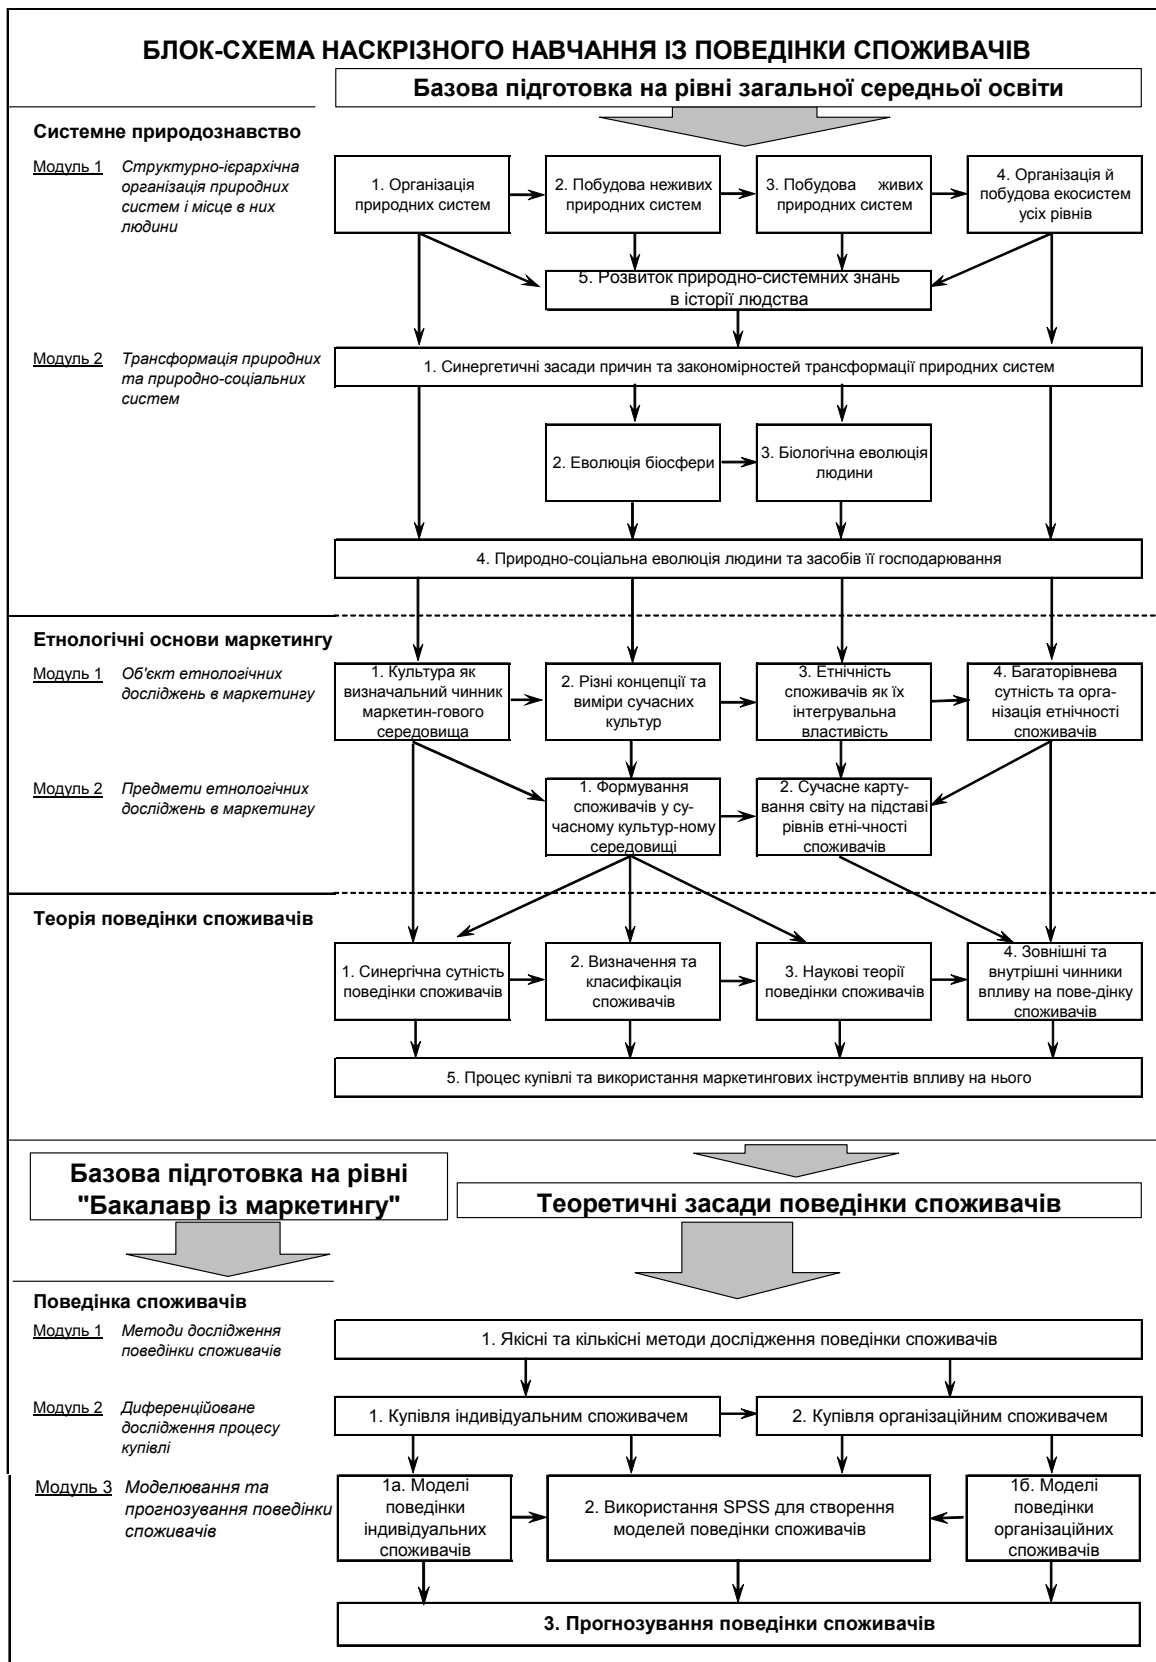 БЛОК-СХЕМА НАСКРІЗНОГО НАВЧАННЯ ІЗ ПОВЕДІНКИ СПОЖИВАЧІВ
Базова підготовка на рівні загальної середньої освіти
Системне природознавство
Модуль 1 Структурно-ієрархічна
організація природних
систем і місце в них
людини
1. Організація
природних систем
2. Побудова неживих
природних систем
3. Побудова живих
природних систем
4. Організація й
побудова екосистем
усіх рівнів
5. Розвиток природно-системних знань
в історії людства
Модуль 2 Трансформація природних
та природно-соціальних
систем
1. Синергетичні засади причин та закономірностей трансформації природних систем
2. Еволюція біосфери
3. Біологічна еволюція
людини
4. Природно-соціальна еволюція людини та засобів її господарювання
Етнологічні основи маркетингу
Модуль 1 Об'єкт етнологічних
досліджень в маркетингу
1. Культура як
визначальний чинник
маркетин-гового
середовища
2. Різні концепції та
виміри сучасних
культур
3. Етнічність
споживачів як їх
інтегрувальна
властивість
4. Багаторівнева
сутність та орга-
нізація етнічності
споживачів
Модуль 2 Предмети етнологічних
досліджень в маркетингу
1. Формування
споживачів у су-
часному культур-ному
середовищі
2. Сучасне карту-
вання світу на підставі
рівнів етні-чності
споживачів
Теорія поведінки споживачів
1. Синергічна сутність
поведінки споживачів
2. Визначення та
класифікація
споживачів
3. Наукові теорії
поведінки споживачів
4. Зовнішні та
внутрішні чинники
впливу на пове-дінку
споживачів
5. Процес купівлі та використання маркетингових інструментів впливу на нього
Базова підготовка на рівні
"Бакалавр із маркетингу"
Теоретичні засади поведінки споживачів
Поведінка споживачів
Модуль 1 Методи дослідження
поведінки споживачів
1. Якісні та кількісні методи дослідження поведінки споживачів
Модуль 2 Диференційоване
дослідження процесу
купівлі
1. Купівля індивідуальним споживачем
2. Купівля організаційним споживачем
Модуль 3 Моделювання та
прогнозування поведінки
споживачів
1а. Моделі
поведінки
індивідуальних
споживачів
2. Використання SPSS для створення
моделей поведінки споживачів
1б. Моделі
поведінки
організаційних
споживачів
3. Прогнозування поведінки споживачів